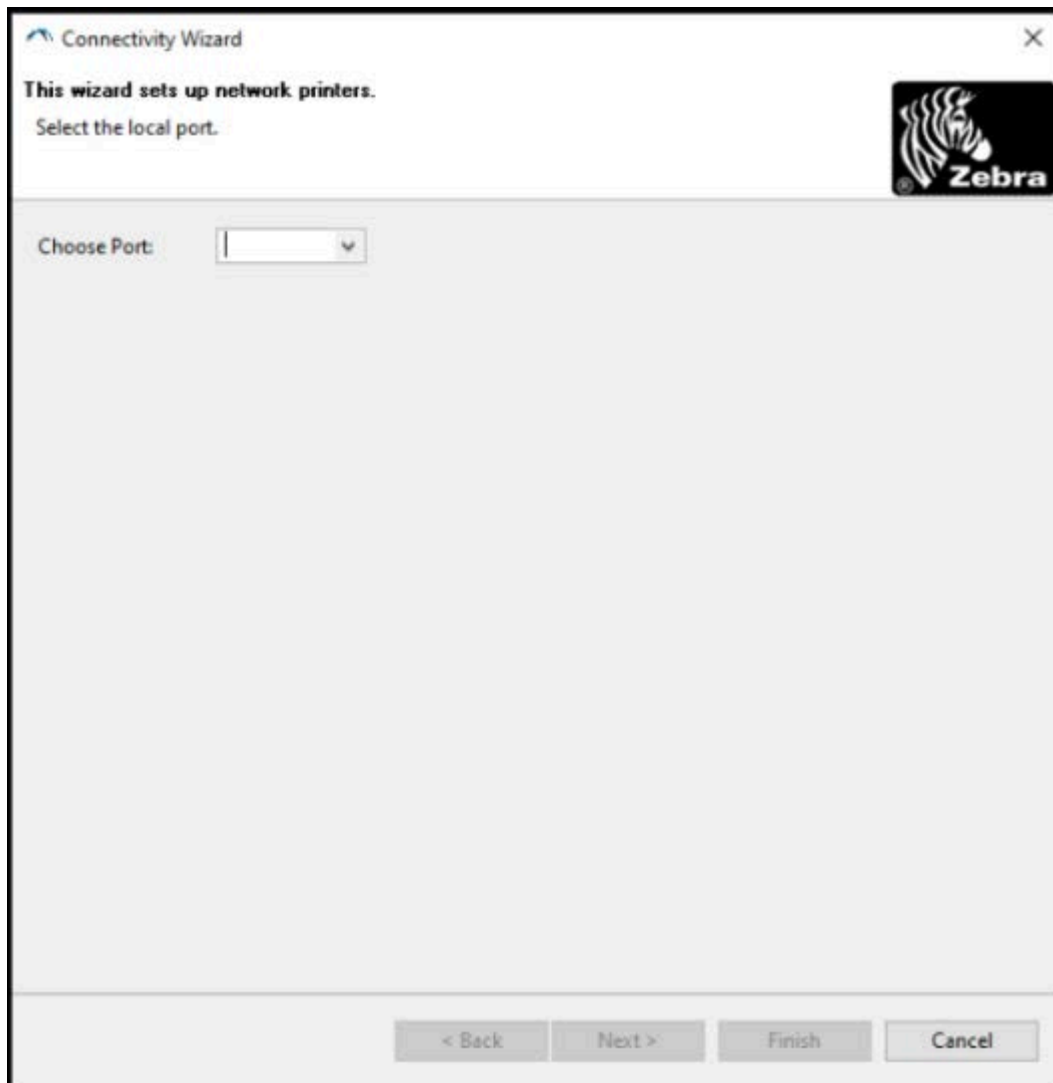 Connectivity Wizard
This wizard sets up network printers.
Select the local port.
® Zebra
Choose Port:
< Back Next > Finish Cancel